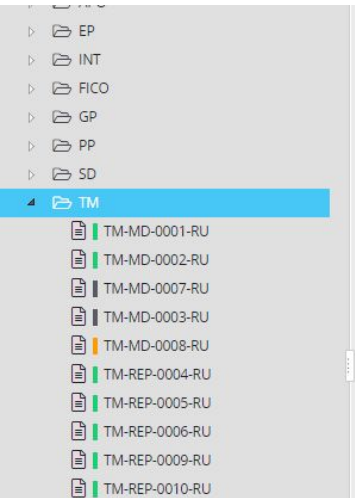 EP
INT
FICO
GP
PP
SD
TM
TM-MD-0001-RU
TM-MD-0002-RU
TM-MD-0007-RU
TM-MD-0003-RU
TM-MD-0008-RU
TM-REP-0004-RU
TM-REP-0005-RU
TM-REP-0006-RU
TM-REP-0009-RU
TM-REP-0010-RU